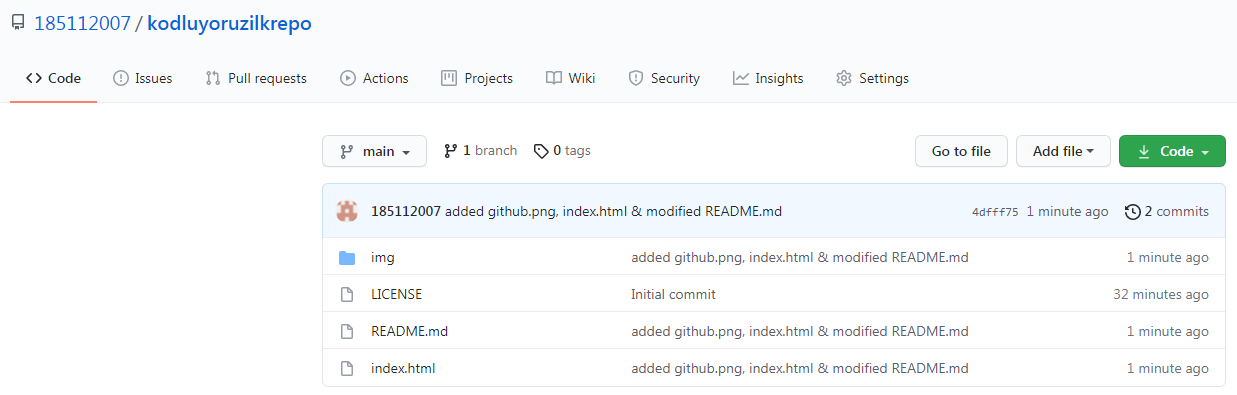 185112007 / kodluyoruzilkrepo
Code Issues Pull requests Actions Projects Wiki Security Insights Settings
main 1 branch 0 tags Go to file Add file Code
185112007 added github.png, index.html & modified README.md 4dfff75 1 minute ago 2 commits
img added github.png, index.html & modified README.md 1 minute ago
LICENSE Initial commit 32 minutes ago
README.md added github.png, index.html & modified README.md 1 minute ago
index.html added github.png, index.html & modified README.md 1 minute ago